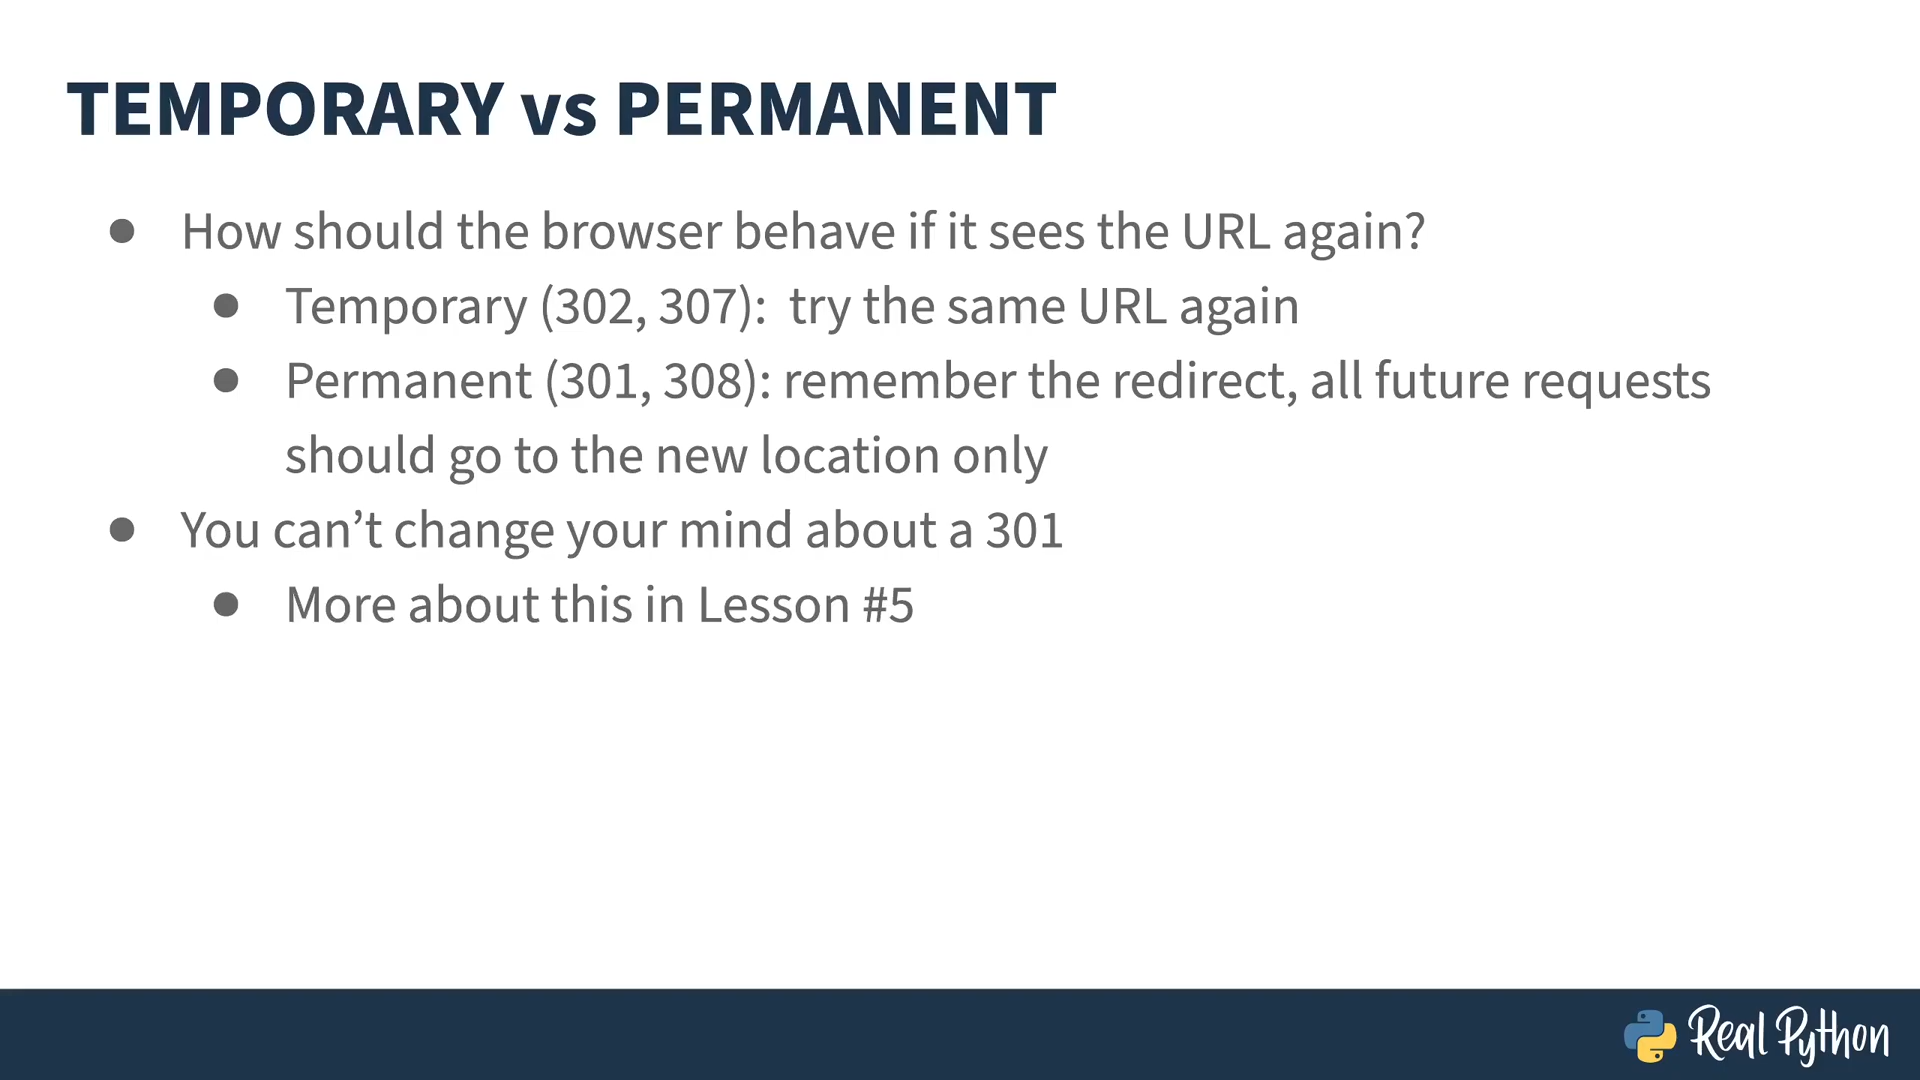 TEMPORARY vs PERMANENT
● How should the browser behave if it sees the URL again?
● Temporary (302, 307):  try the same URL again
● Permanent (301, 308): remember the redirect, all future requests
should go to the new location only
● You can’t change your mind about a 301
● More about this in Lesson #5
Real Python